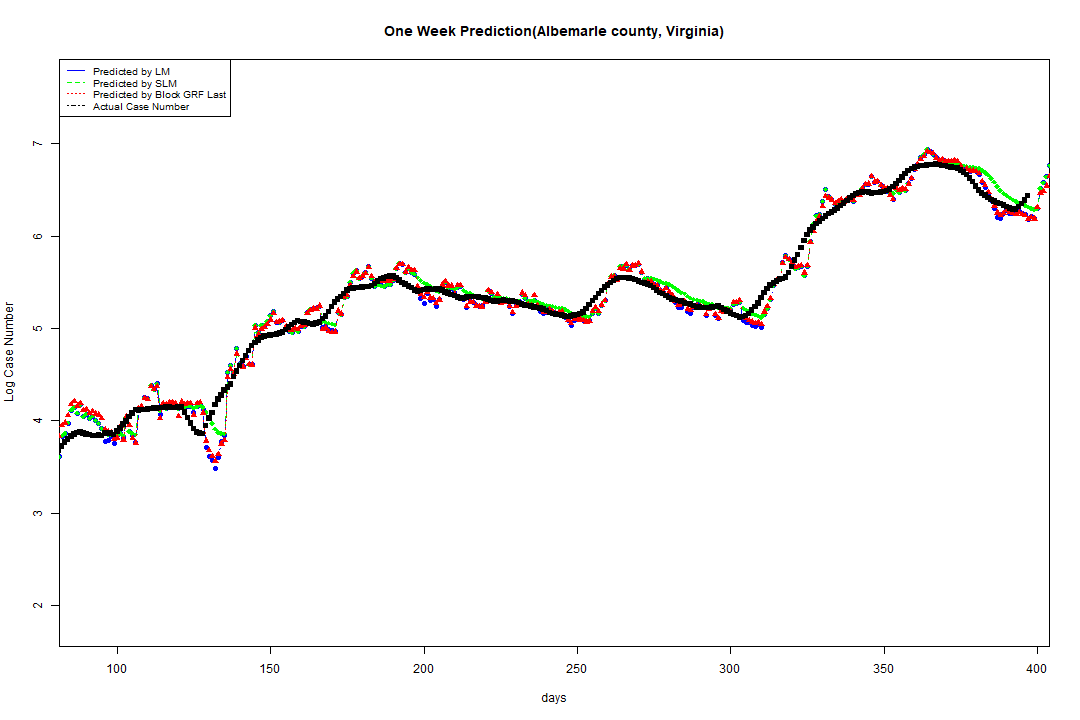 One Week Prediction(Albemarle county, Virginia)
Predicted by LM
Predicted by SLM
Predicted by Block GRF Last
Actual Case Number
7
6
5
4
3
2
Log Case Number
100 150 200 250 300 350 400
days